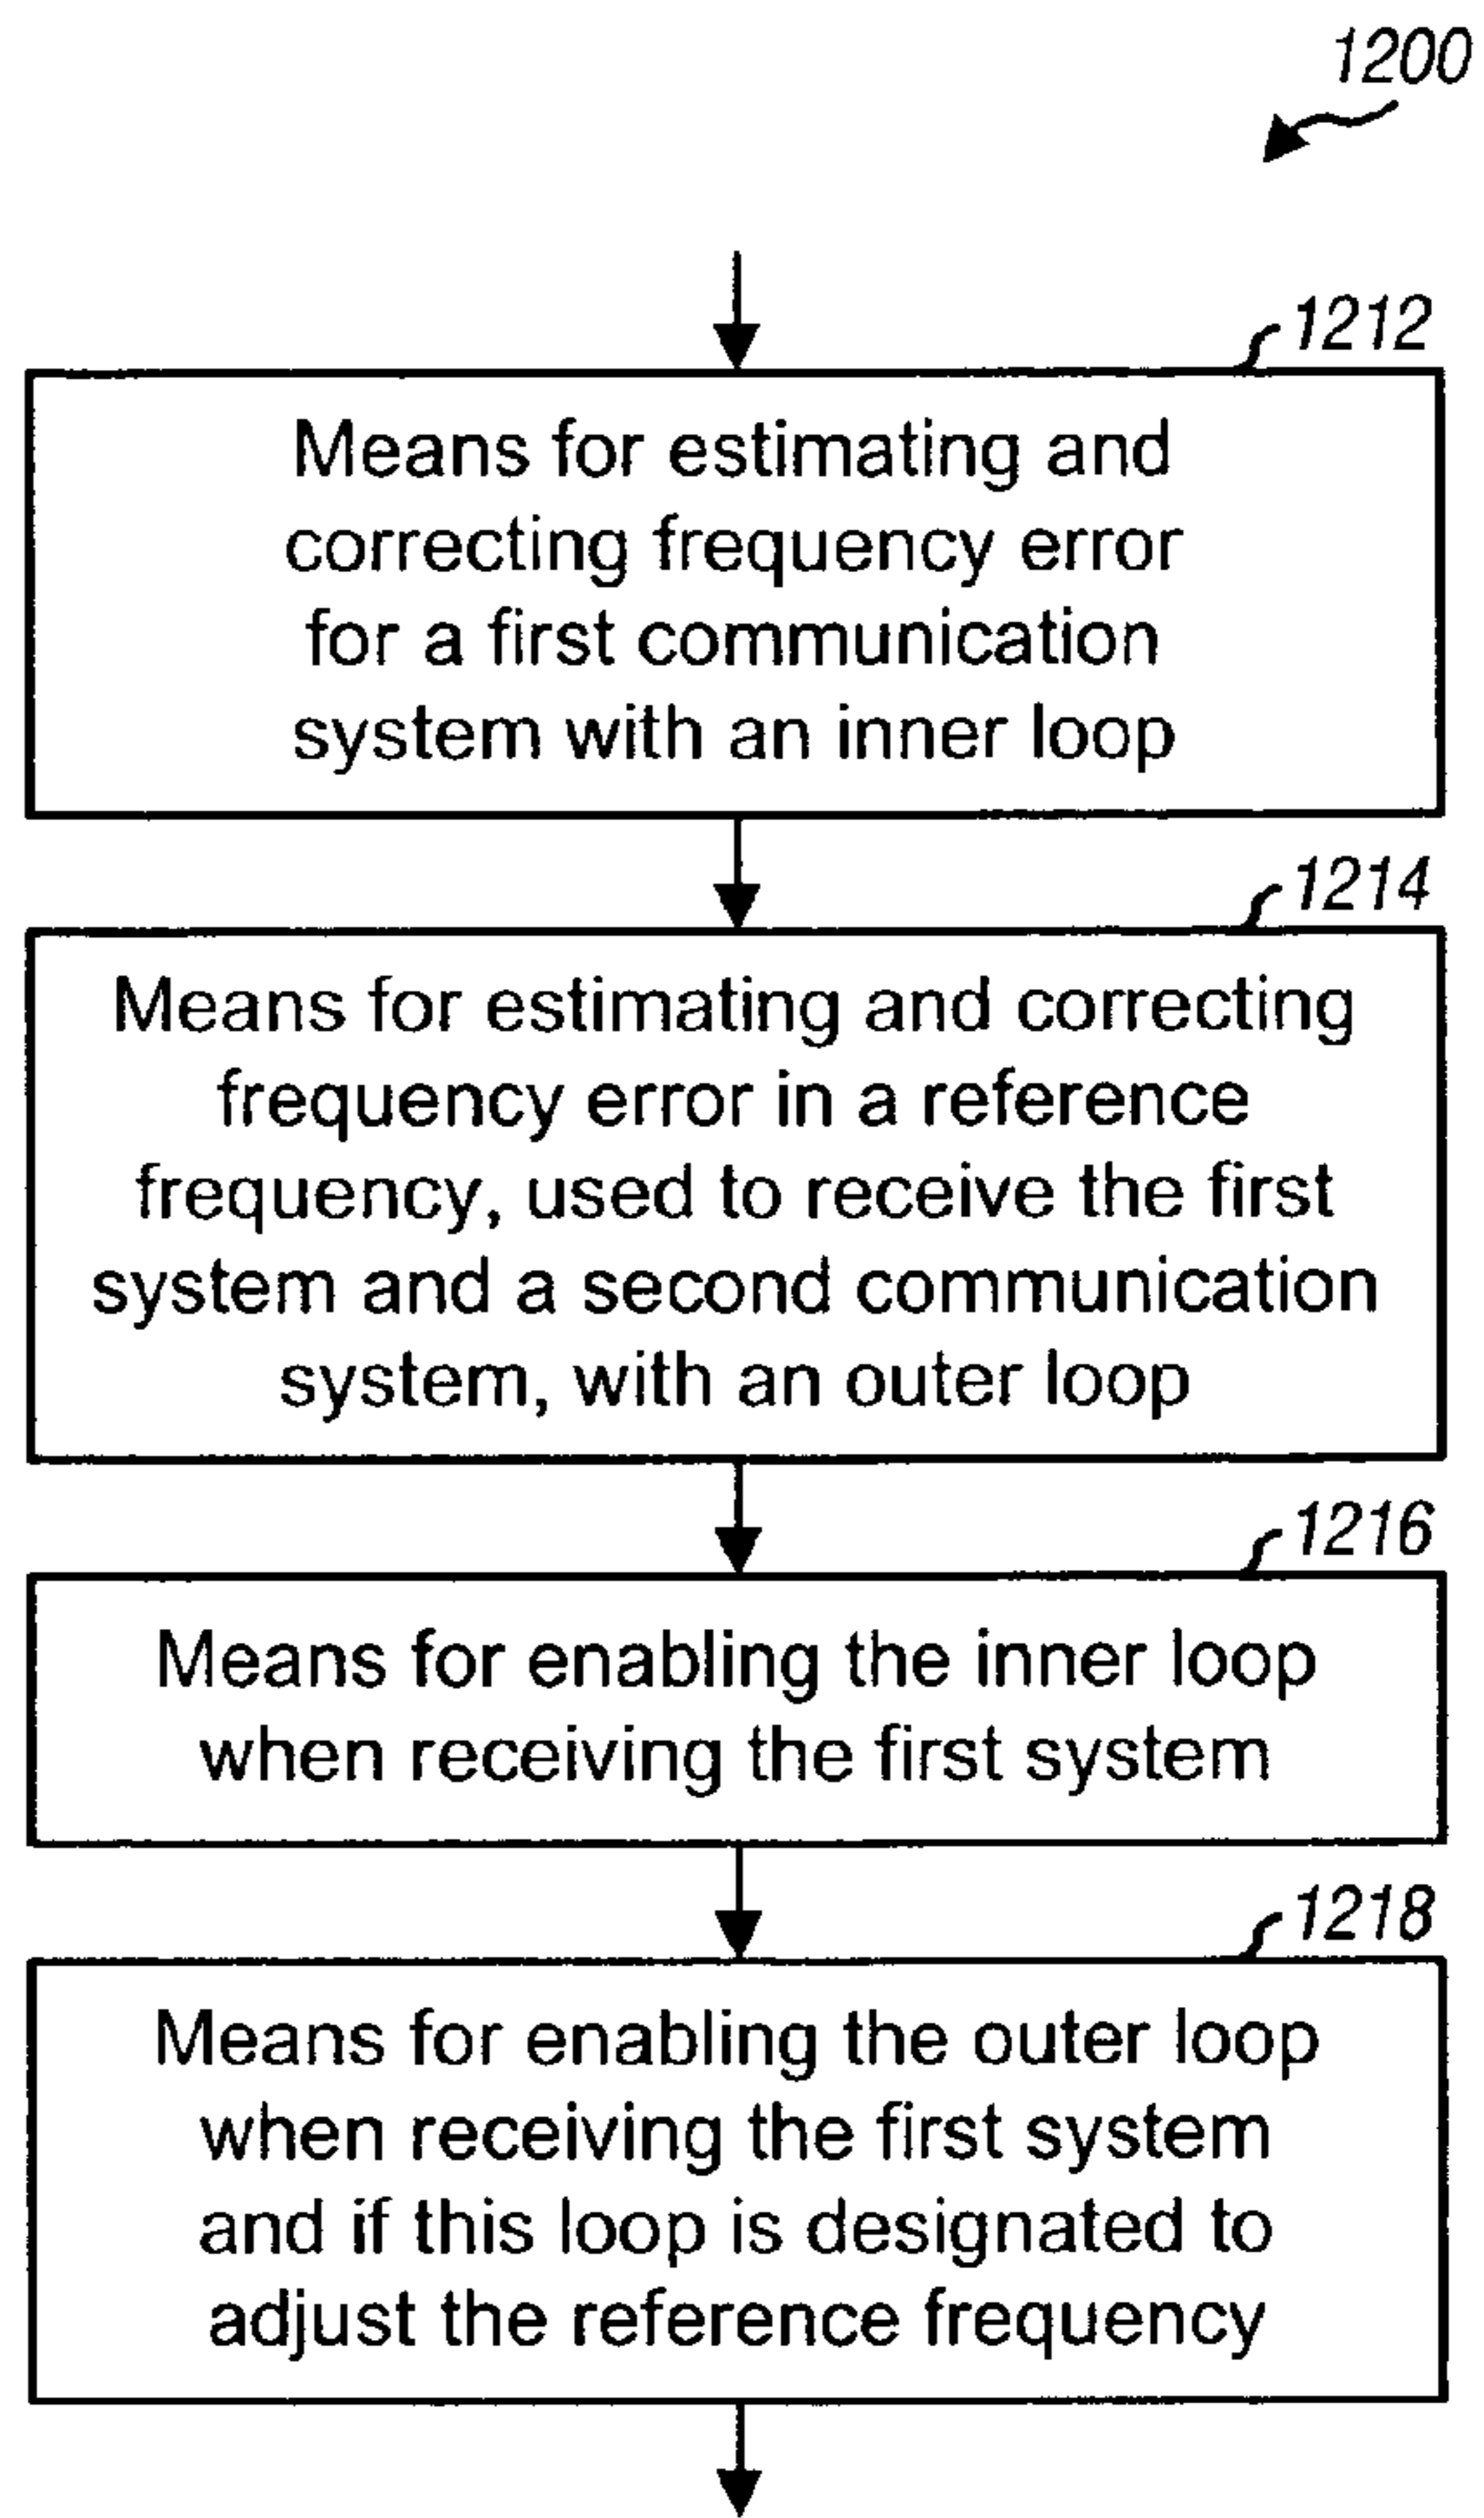 1200
1212
Means for estimating and
correcting frequency error
for a first communication
system with an inner loop
1214
Means for estimating and correcting
frequency error in a reference
frequency, used to receive the first
system and a second communication
system, with an outer loop
1216
Means for enabling the inner loop
when receiving the first system
1218
Means for enabling the outer loop
when receiving the first system
and if this loop is designated to
adjust the reference frequency